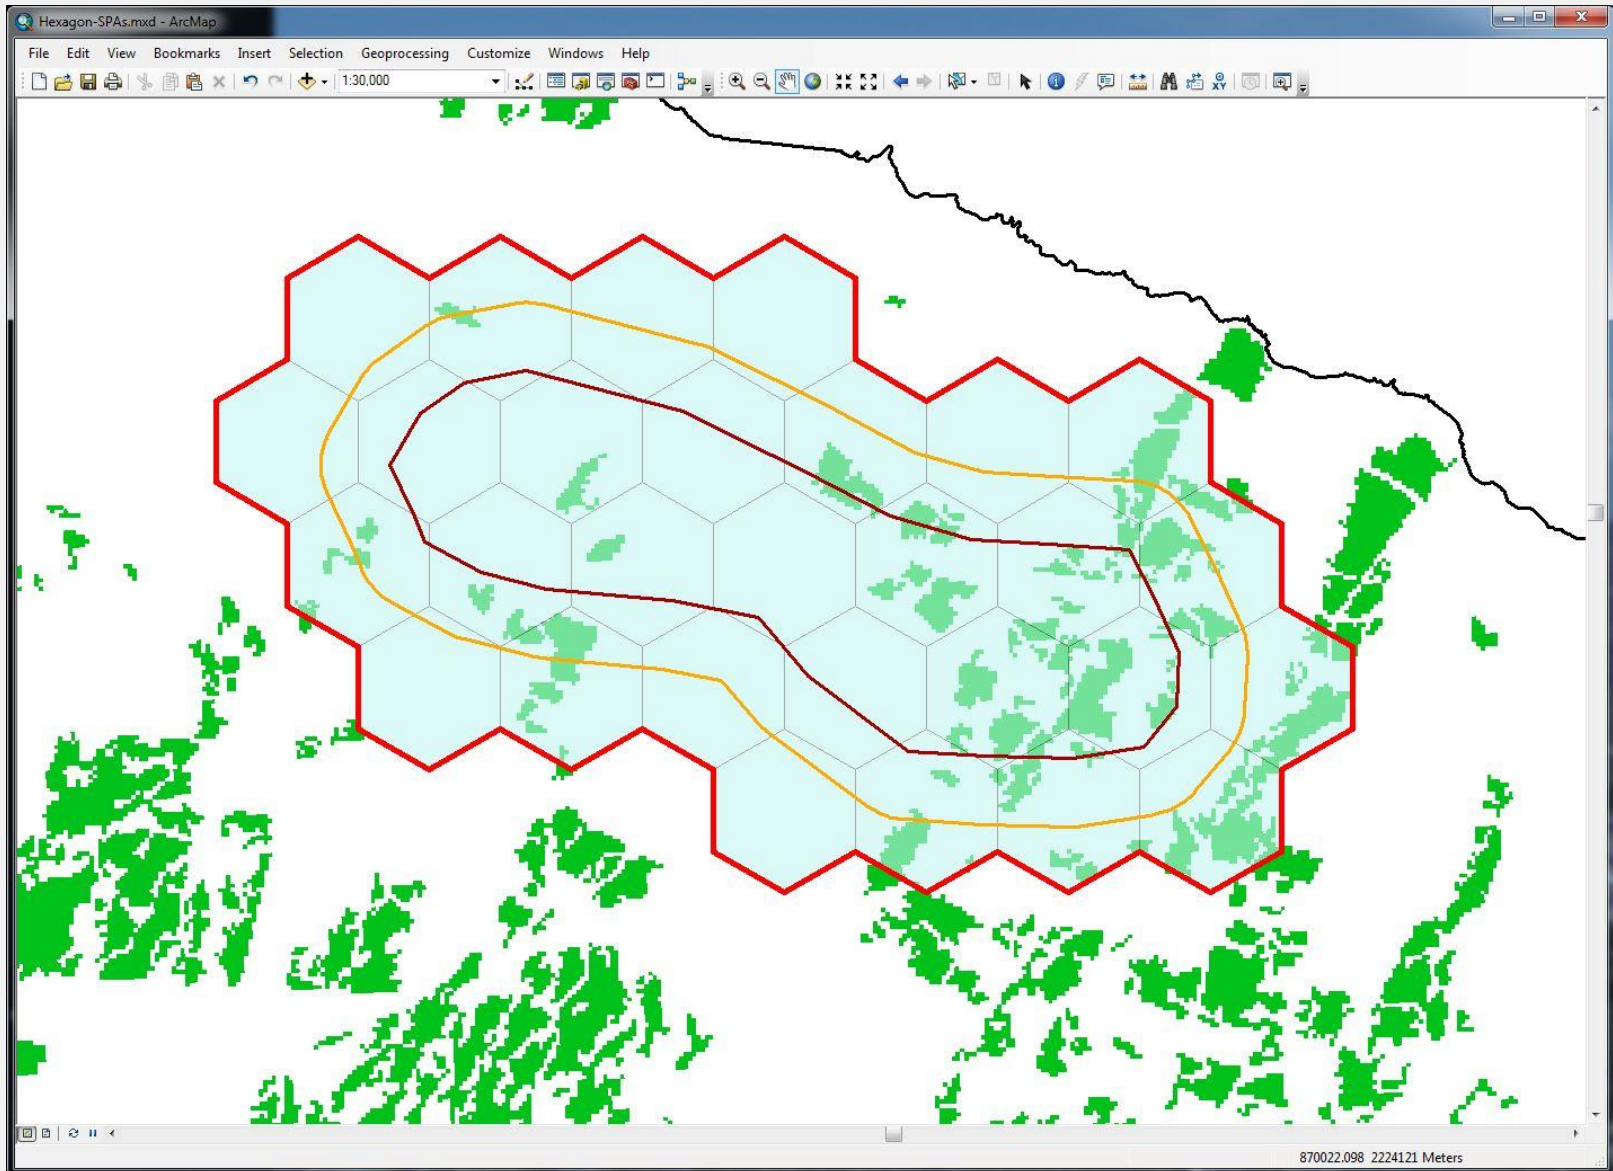 Hexagon-SPAs.mxd - ArcMap
File Edit View Bookmarks Insert Selection Geoprocessing Customize Windows Help
1:30,000
870022.098 2224121 Meters